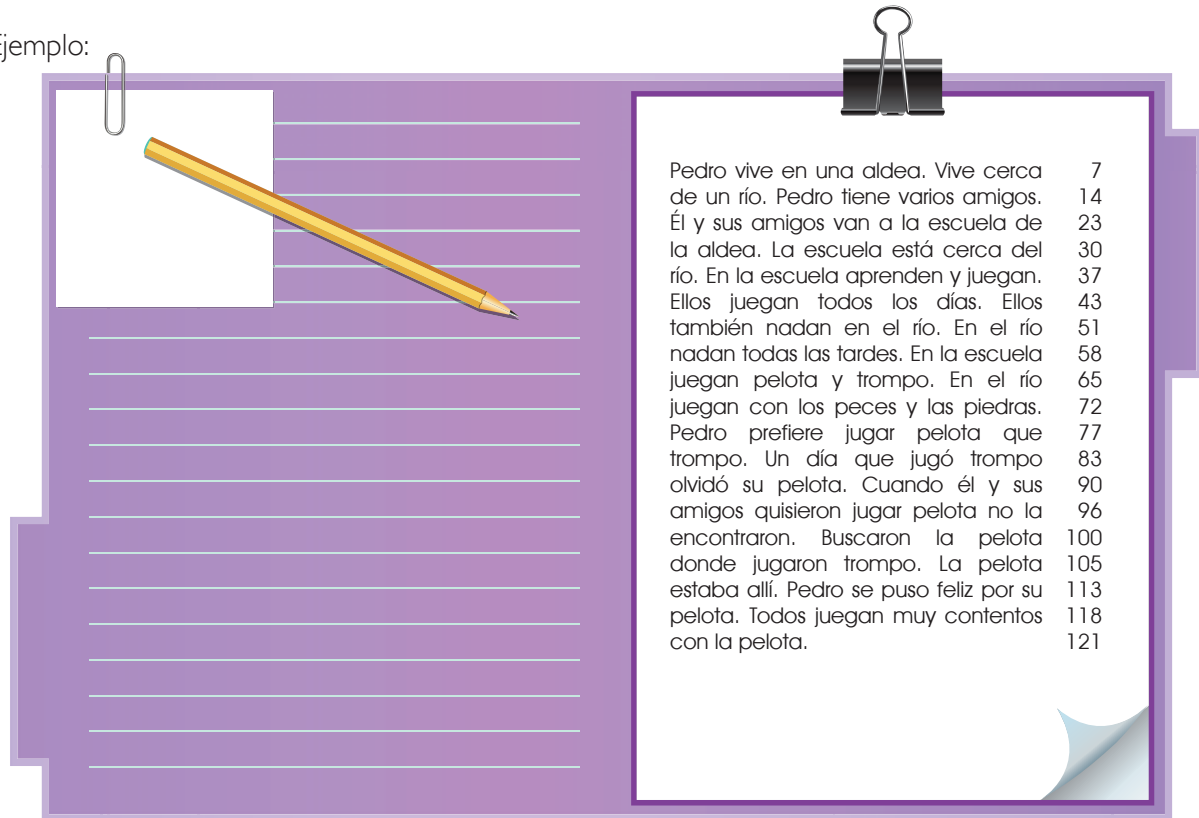 Ejemplo:
Pedro vive en una aldea. Vive cerca 7
de un río. Pedro tiene varios amigos. 14
Él y sus amigos van a la escuela de 23
la aldea. La escuela está cerca del 30
río. En la escuela aprenden y juegan. 37
Ellos juegan todos los días. Ellos 43
también nadan en el río. En el río 51
nadan todas las tardes. En la escuela 58
juegan pelota y trompo. En el río 65
juegan con los peces y las piedras. 72
Pedro prefiere jugar pelota que 77
trompo. Un día que jugó trompo 83
olvidó su pelota. Cuando él y sus 90
amigos quisieron jugar pelota no la 96
encontraron. Buscaron la pelota 100
donde jugaron trompo. La pelota 105
estaba allí. Pedro se puso feliz por su 113
pelota. Todos juegan muy contentos 118
con la pelota. 121